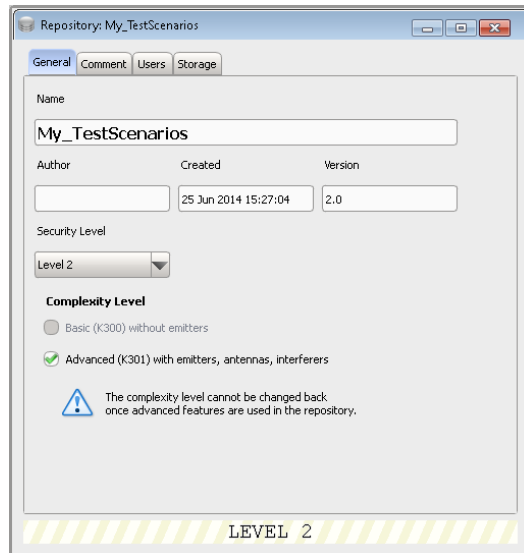 Repository: My_TestScenarios
General Comment Users Storage
Name
My_TestScenarios
Author Created Version
25 Jun 2014 15:27:04 2.0
Security Level
Level 2
Complexity Level
Basic (K300) without emitters
Advanced (K301) with emitters, antennas, interferers
The complexity level cannot be changed back
once advanced features are used in the repository.
LEVEL 2